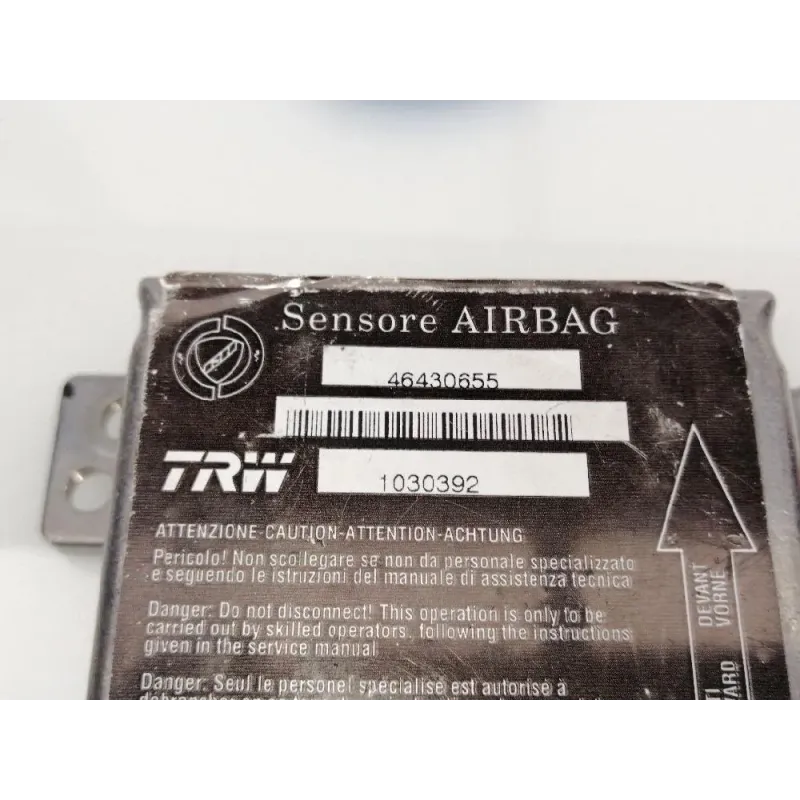 Sensore AIRBAG
46430655
TRW
1030392
ATTENZIONE-CAUTION-ATTENTION-ACHTUNG
Pericolo! Non scollegare se non da personale specializzato
e seguendo le istruzioni del manuale di assistenza tecnica
Danger: Do not disconnect! This operation is only to be
carried out by skilled operators, following the instructions
given in the service manual
Danger: Seul le personel specialise est autorise à
débrancher
DEVANT
VORNE